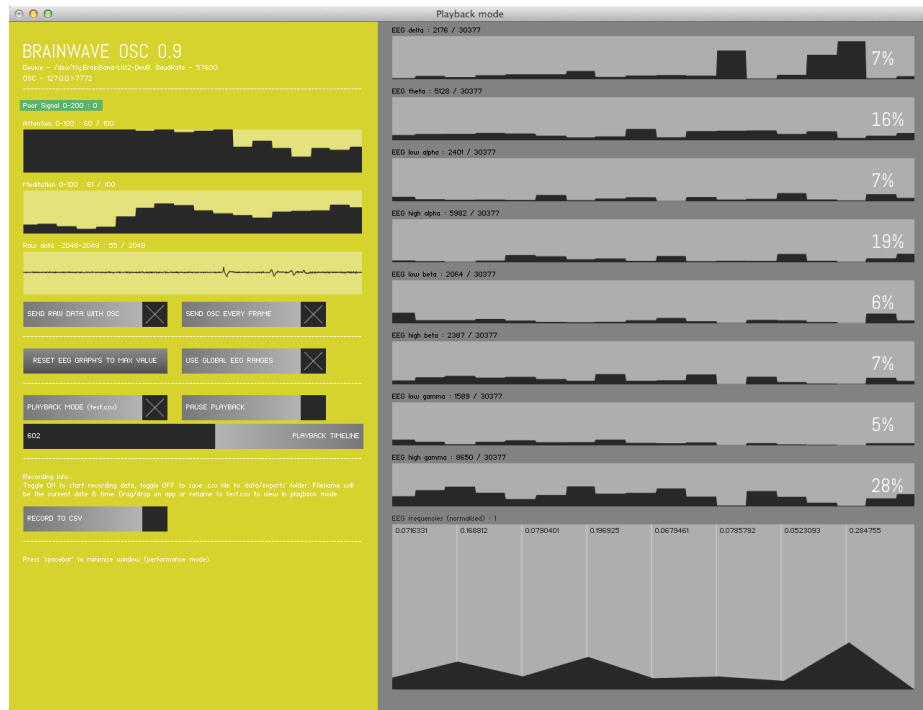 Playback mode
BRAINWAVE OSC 0.9
Device - /dev/tty.BrainBand-LW2-DevB. BaudRate - 57600
OSC - 127.0.0.1:7772
Poor Signal 0-200 : 0
Attention 0-100 : 60 / 100
Meditation 0-100 : 61 / 100
Raw data -2048-2048 : 55 / 2048
SEND RAW DATA WITH OSC
SEND OSC EVERY FRAME
RESET EEG GRAPH'S TO MAX VALUE
USE GLOBAL EEG RANGES
PLAYBACK MODE (test.csv)
PAUSE PLAYBACK
602
PLAYBACK TIMELINE
Recording info:
Toggle ON to start recording data, toggle OFF to save .csv file to 'data/exports' folder. Filename will
be the current date & time. Drag/drop on app or rename to test.csv to view in playback mode.
RECORD TO CSV
Press 'spacebar' to minimise window (performance mode).
EEG delta : 2176 / 30377
7%
EEG theta : 5128 / 30377
16%
EEG low alpha : 2401 / 30377
7%
EEG high alpha : 5982 / 30377
19%
EEG low beta : 2064 / 30377
6%
EEG high beta : 2387 / 30377
7%
EEG low gamma : 1589 / 30377
5%
EEG high gamma : 8650 / 30377
28%
EEG frequencies (normalised) : 1
0.0716331 0.168812 0.0790401 0.196925 0.0679461 0.0785792 0.0523093 0.284755